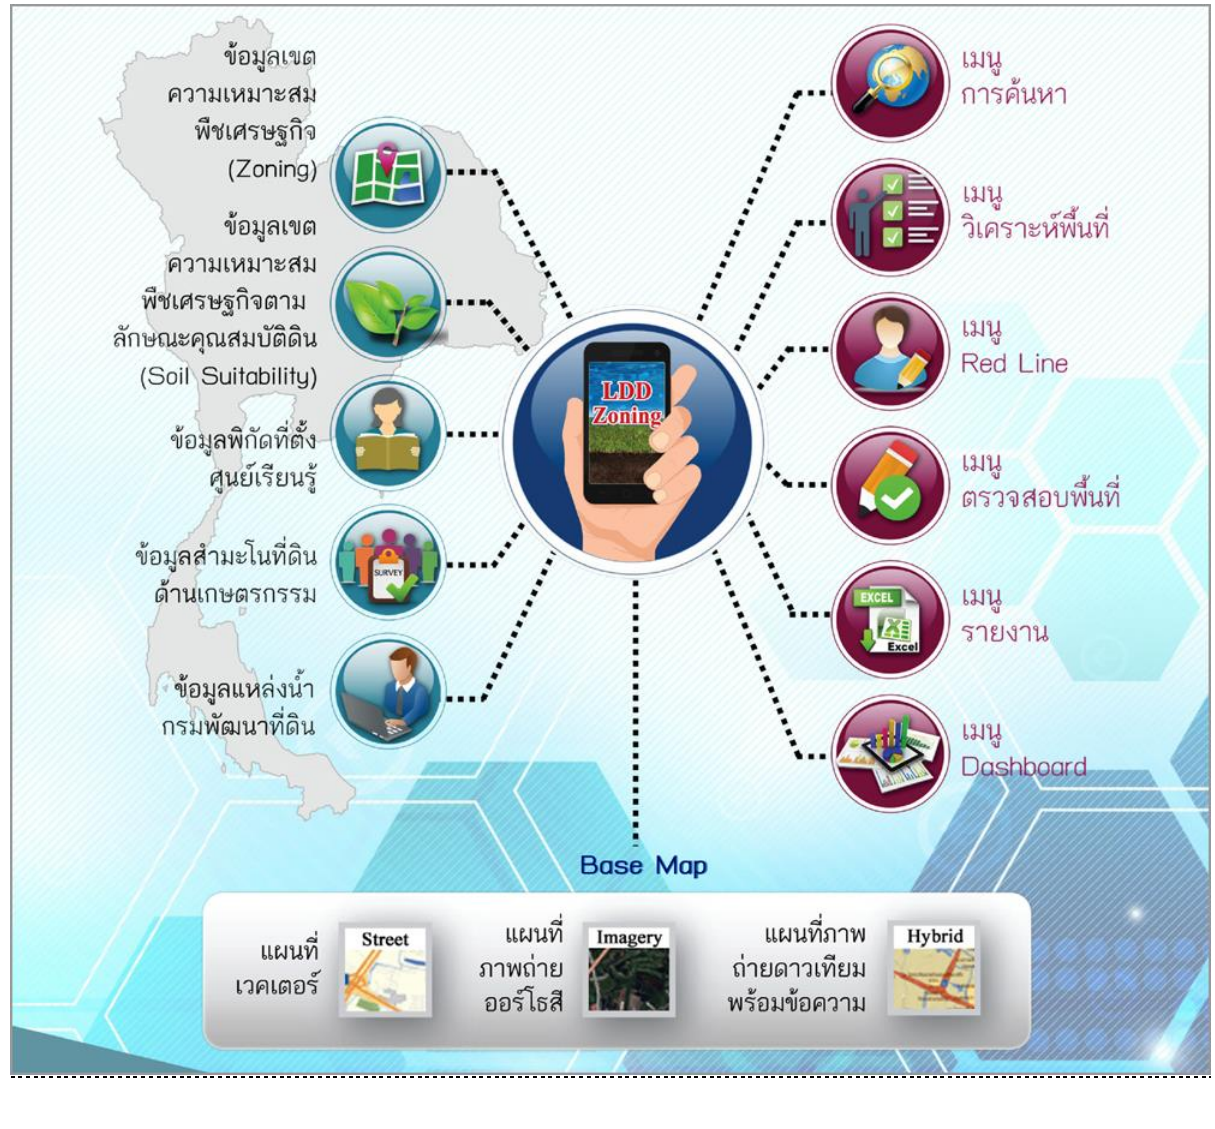 ข้อมูลเขต
ความเหมาะสม
พืชเศรษฐกิจ
(Zoning)
ข้อมูลเขต
ความเหมาะสม
พืชเศรษฐกิจตาม
ลักษณะคุณสมบัติดิน
(Soil Suitability)
ข้อมูลพิกัดที่ตั้ง
ศูนย์เรียนรู้
ข้อมูลสำมะโนที่ดิน
ด้านเกษตรกรรม
SURVEY
ข้อมูลแหล่งน้ำ
กรมพัฒนาที่ดิน
LDD
Zoning
เมนู
การค้นหา
เมนู
วิเคราะห์พื้นที่
เมนู
Red Line
เมนู
ตรวจสอบพื้นที่
EXCEL
Excel
เมนู
รายงาน
เมนู
Dashboard
Base Map
แผนที่
เวคเตอร์
Street
แผนที่
ภาพถ่าย
ออร์โธสี
Imagery
แผนที่ภาพ
ถ่ายดาวเทียม
พร้อมข้อความ
Hybrid